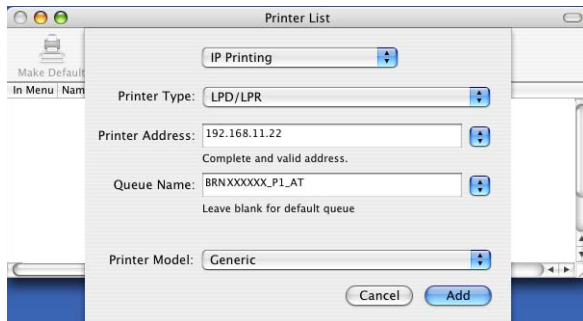 Printer List
IP Printing
Make Default
In Menu Nam
Printer Type: LPD/LPR
Printer Address: 192.168.11.22
Complete and valid address.
Queue Name: BRNXXXXXX_P1_AT
Leave blank for default queue
Printer Model: Generic
Cancel Add